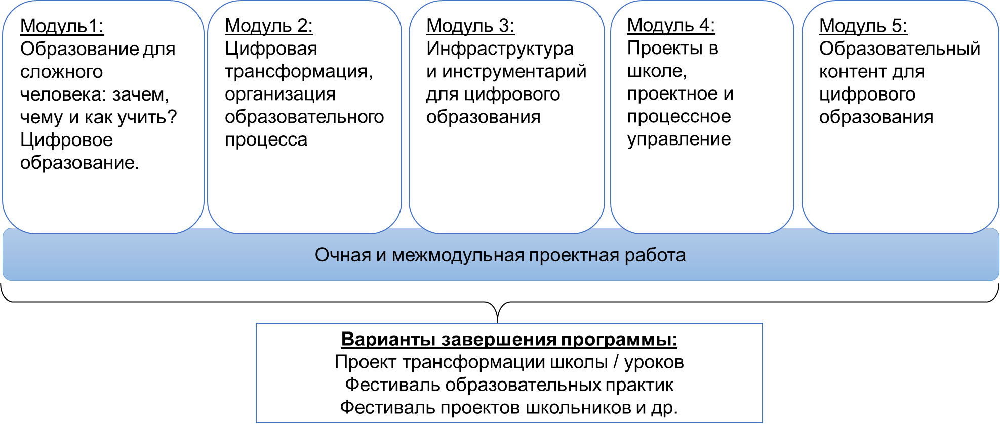 Модуль1:
Образование для
сложного
человека: зачем,
чему и как учить?
Цифровое
образование.
Модуль 2:
Цифровая
трансформация,
организация
образовательного
процесса
Модуль 3:
Инфраструктура
и инструментарий
для цифрового
образования
Модуль 4:
Проекты в
школе,
проектное и
процессное
управление
Модуль 5:
Образовательный
контент для
цифрового
образования
Очная и межмодульная проектная работа
Варианты завершения программы:
Проект трансформации школы / уроков
Фестиваль образовательных практик
Фестиваль проектов школьников и др.